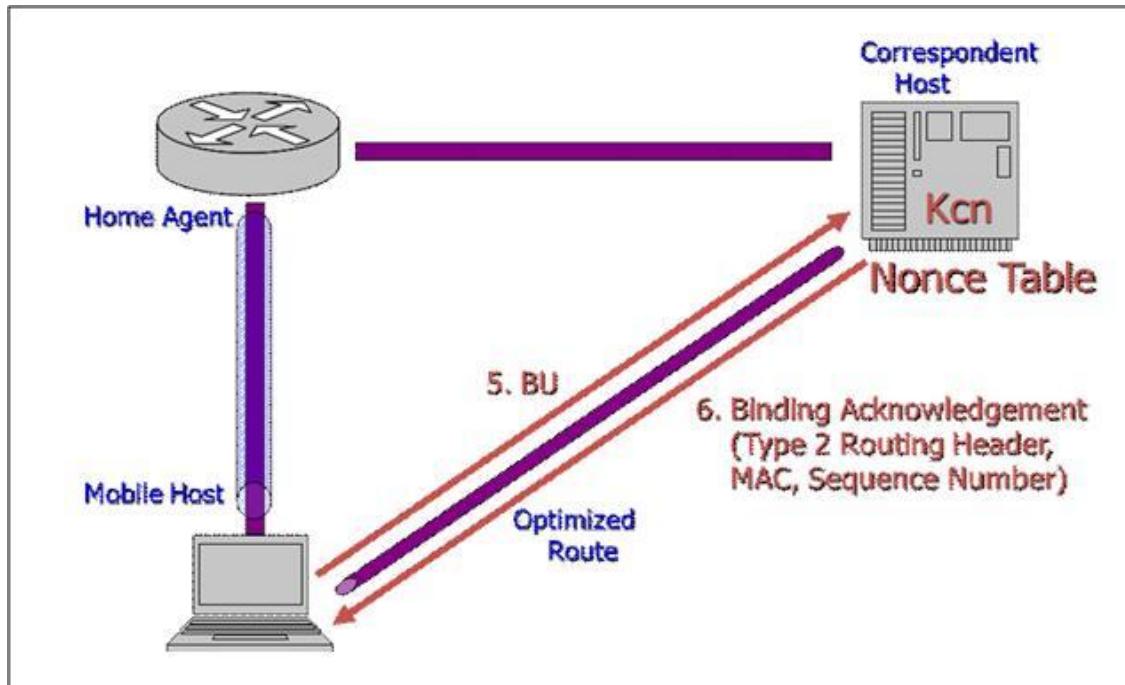 Correspondent
Host
Kcn
Nonce Table
Home Agent
5. BU
6. Binding Acknowledgement
(Type 2 Routing Header,
MAC, Sequence Number)
Mobile Host
Optimized
Route